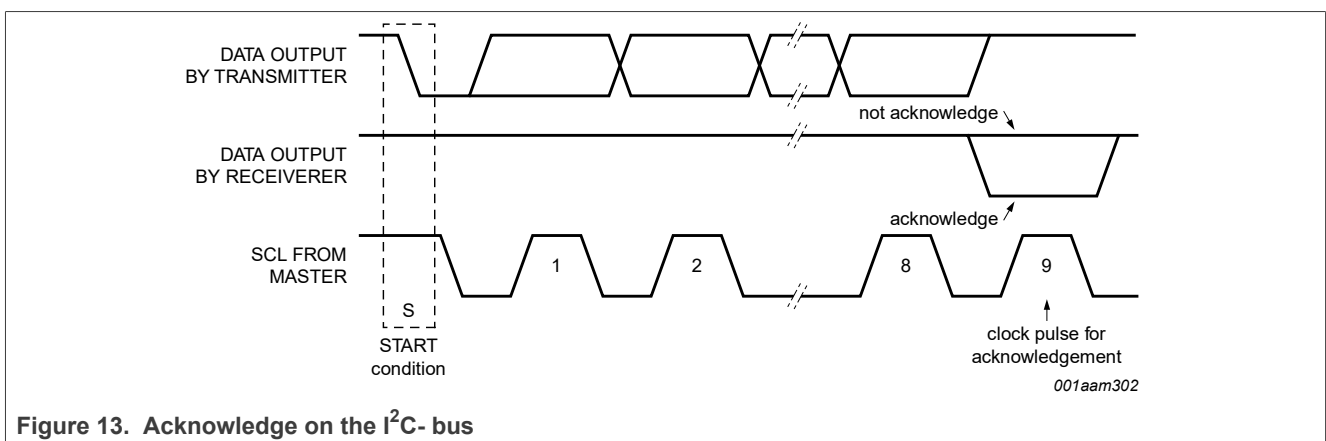 DATA OUTPUT
BY TRANSMITTER
not acknowledge
DATA OUTPUT
BY RECEIVERER
acknowledge
SCL FROM
MASTER
1
2
8
9
S
START
condition
clock pulse for
acknowledgement
001aam302
Figure 13. Acknowledge on the I²C- bus